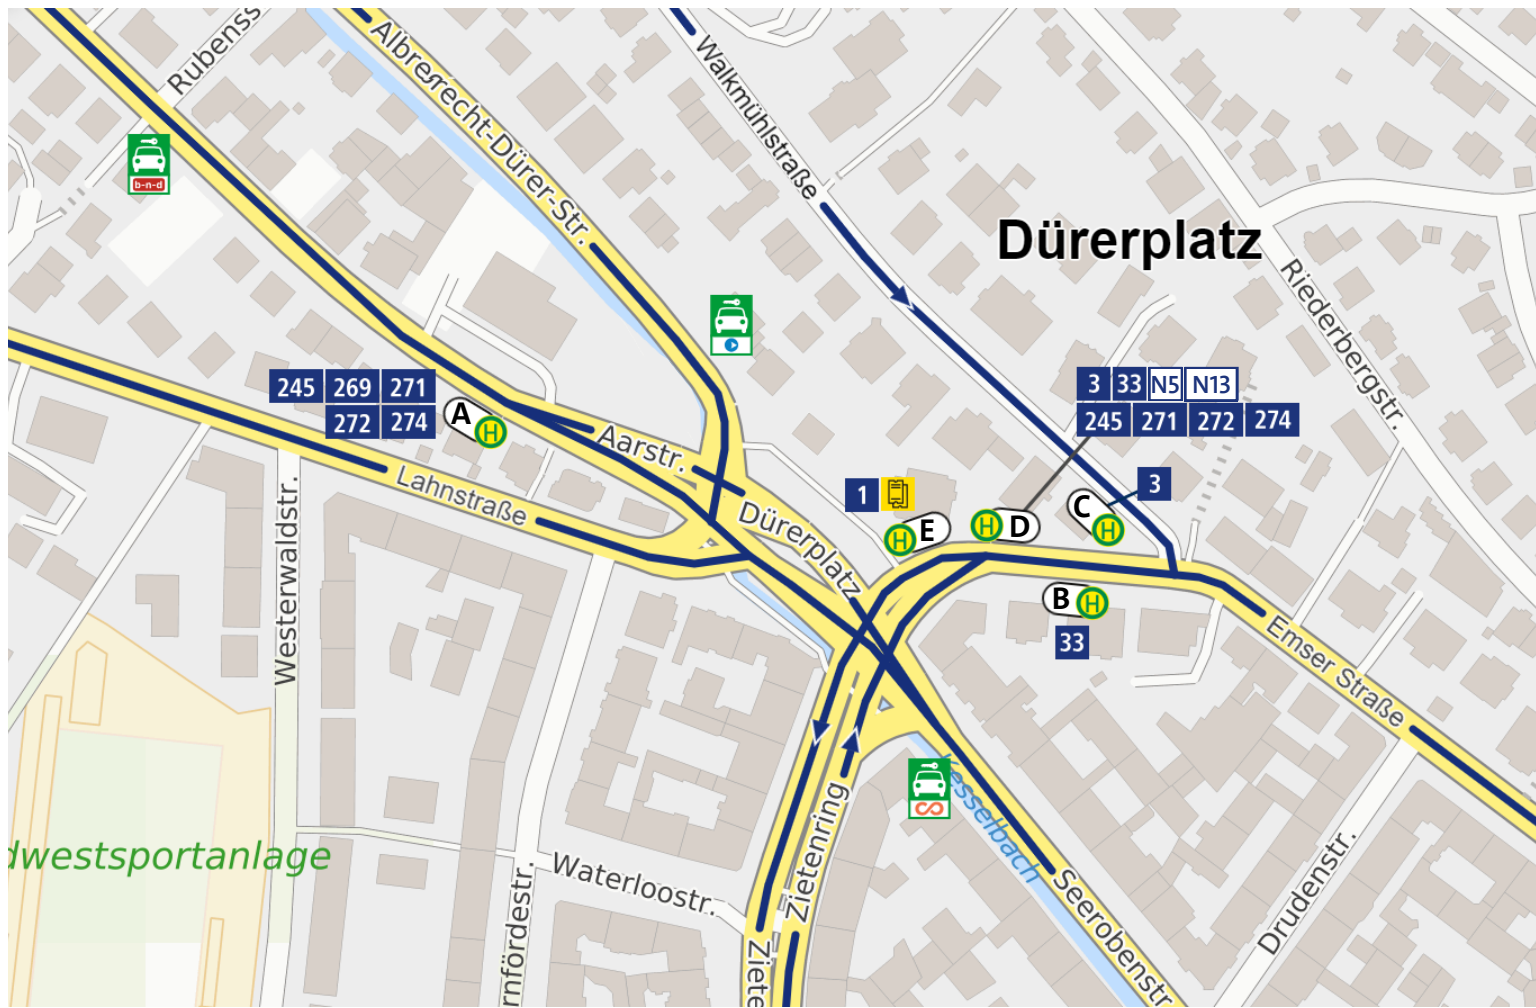 Rubenss
Albrerrecht-Dürer-Str.
Walkmühlstraße
b-n-d
Dürerplatz
Riederbergstr.
245 269 271
272 274
A
H
Aarstr.
3 33 N5 N13
245 271 272 274
Lahnstraße
Westerwaldstr.
Dürerplatz
1
H E
H D
C
H
3
B H
33
Emser Straße
Kesselbach
Zietenring
dwestsportanlage
Waterloostr.
rnfördestr.
Ziete
Seerobenstr
Drudenstr.